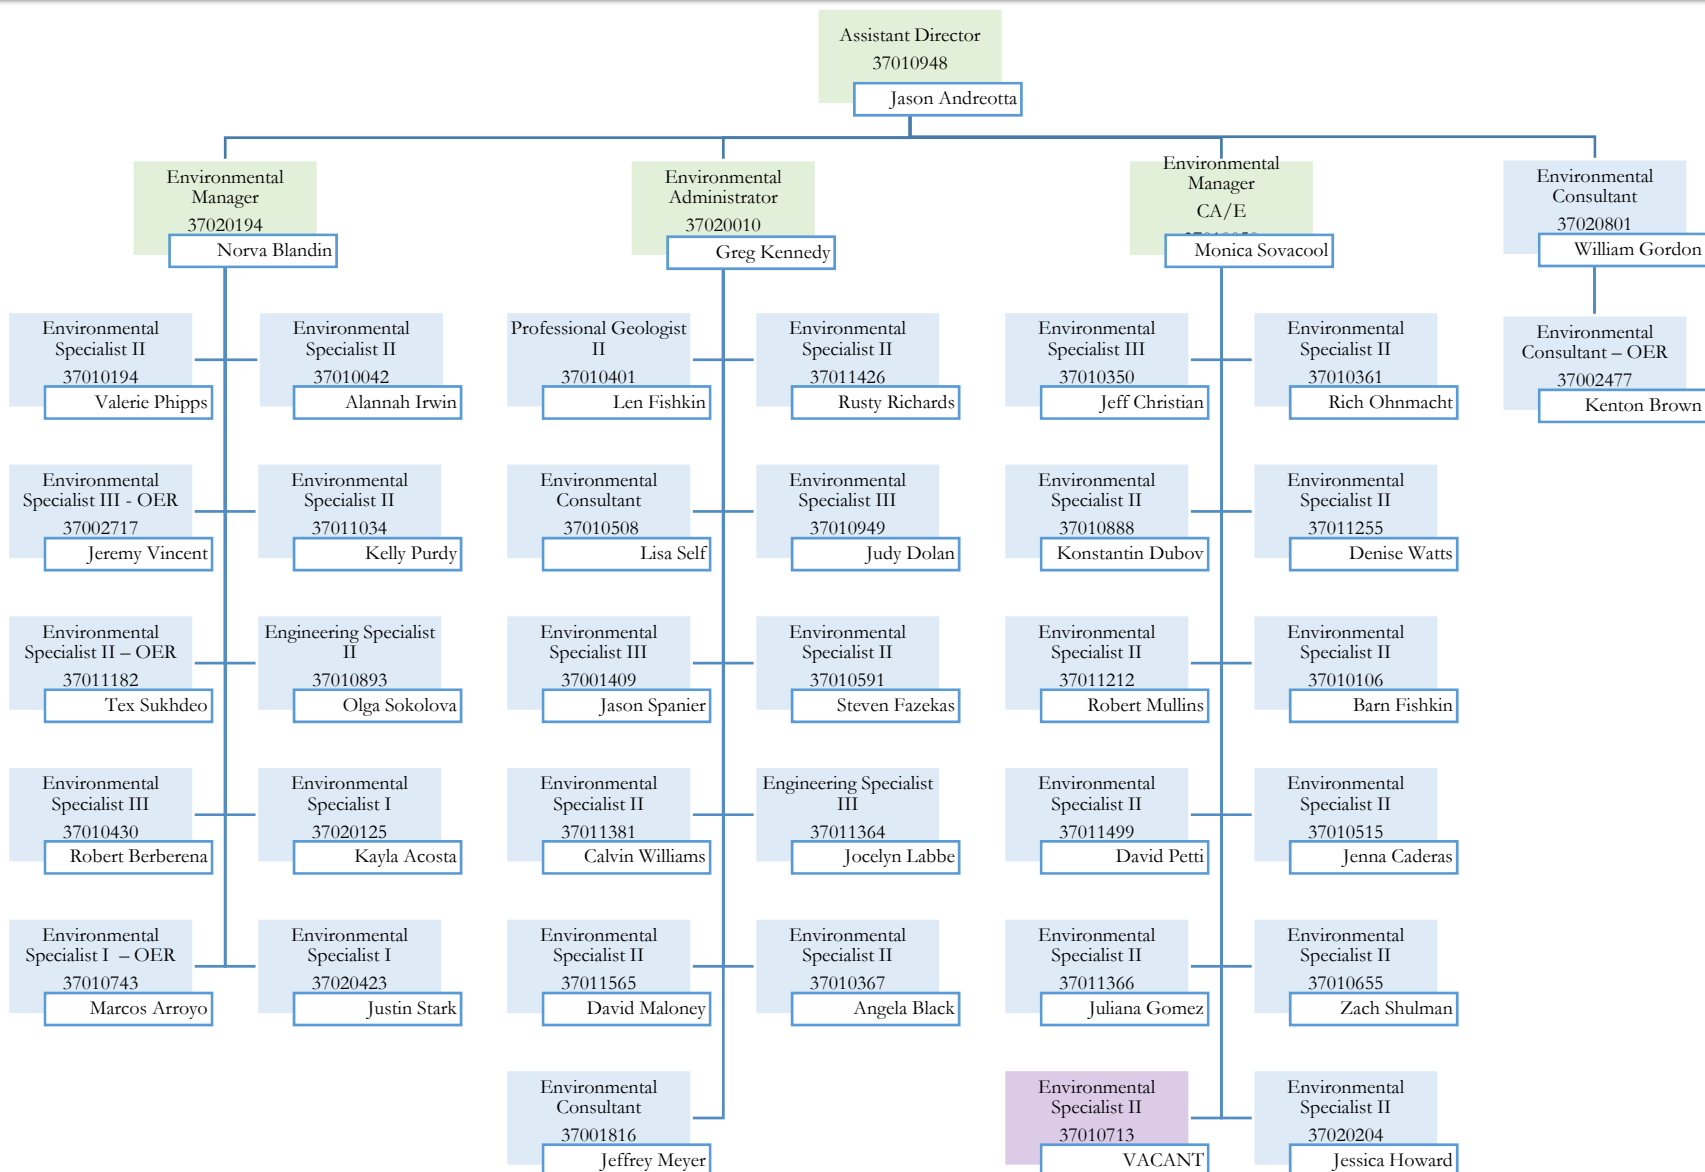 Assistant Director
37010948
Jason Andreotta
Environmental
Manager
37020194
Norva Blandin
Environmental
Administrator
37020010
Greg Kennedy
Environmental
Manager
CA/E
Monica Sovacool
Environmental
Consultant
37020801
William Gordon
Environmental
Specialist II
37010194
Valerie Phipps
Environmental
Specialist II
37010042
Alannah Irwin
Professional Geologist
II
37010401
Len Fishkin
Environmental
Specialist II
37011426
Rusty Richards
Environmental
Specialist III
37010350
Jeff Christian
Environmental
Specialist II
37010361
Rich Ohnmacht
Environmental
Consultant – OER
37002477
Kenton Brown
Environmental
Specialist III - OER
37002717
Jeremy Vincent
Environmental
Specialist II
37011034
Kelly Purdy
Environmental
Consultant
37010508
Lisa Self
Environmental
Specialist III
37010949
Judy Dolan
Environmental
Specialist II
37010888
Konstantin Dubov
Environmental
Specialist II
37011255
Denise Watts
Environmental
Specialist II – OER
37011182
Tex Sukhdeo
Engineering Specialist
II
37010893
Olga Sokolova
Environmental
Specialist III
37001409
Jason Spanier
Environmental
Specialist II
37010591
Steven Fazekas
Environmental
Specialist II
37011212
Robert Mullins
Environmental
Specialist II
37010106
Barn Fishkin
Environmental
Specialist III
37010430
Robert Berberena
Environmental
Specialist I
37020125
Kayla Acosta
Environmental
Specialist II
37011381
Calvin Williams
Engineering Specialist
III
37011364
Jocelyn Labbe
Environmental
Specialist II
37011499
David Petti
Environmental
Specialist II
37010515
Jenna Caderas
Environmental
Specialist I – OER
37010743
Marcos Arroyo
Environmental
Specialist I
37020423
Justin Stark
Environmental
Specialist II
37011565
David Maloney
Environmental
Specialist II
37010367
Angela Black
Environmental
Specialist II
37011366
Juliana Gomez
Environmental
Specialist II
37010655
Zach Shulman
Environmental
Consultant
37001816
Jeffrey Meyer
Environmental
Specialist II
37010713
VACANT
Environmental
Specialist II
37020204
Jessica Howard